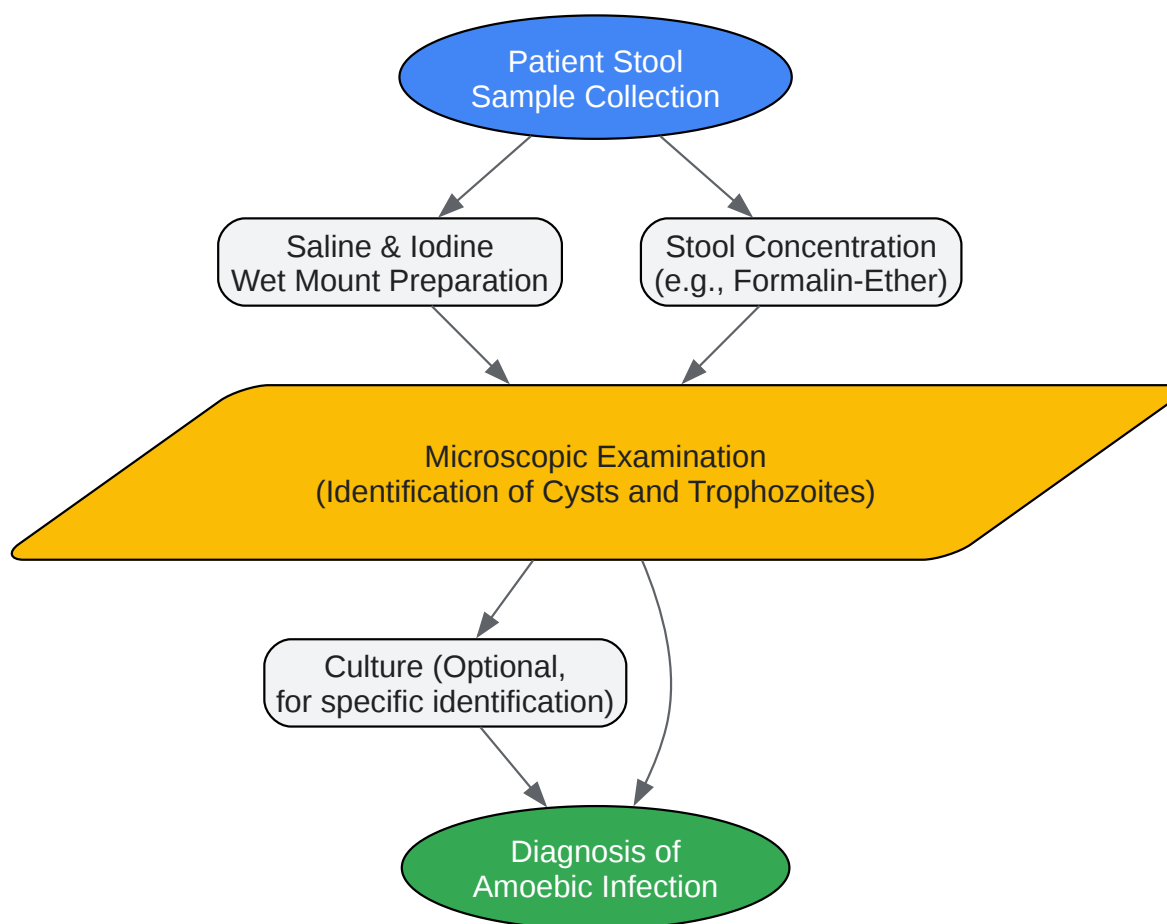 Patient Stool
Sample Collection
Saline & Iodine
Wet Mount Preparation
Stool Concentration
(e.g., Formalin-Ether)
Microscopic Examination
(Identification of Cysts and Trophozoites)
Culture (Optional,
for specific identification)
Diagnosis of
Amoebic Infection